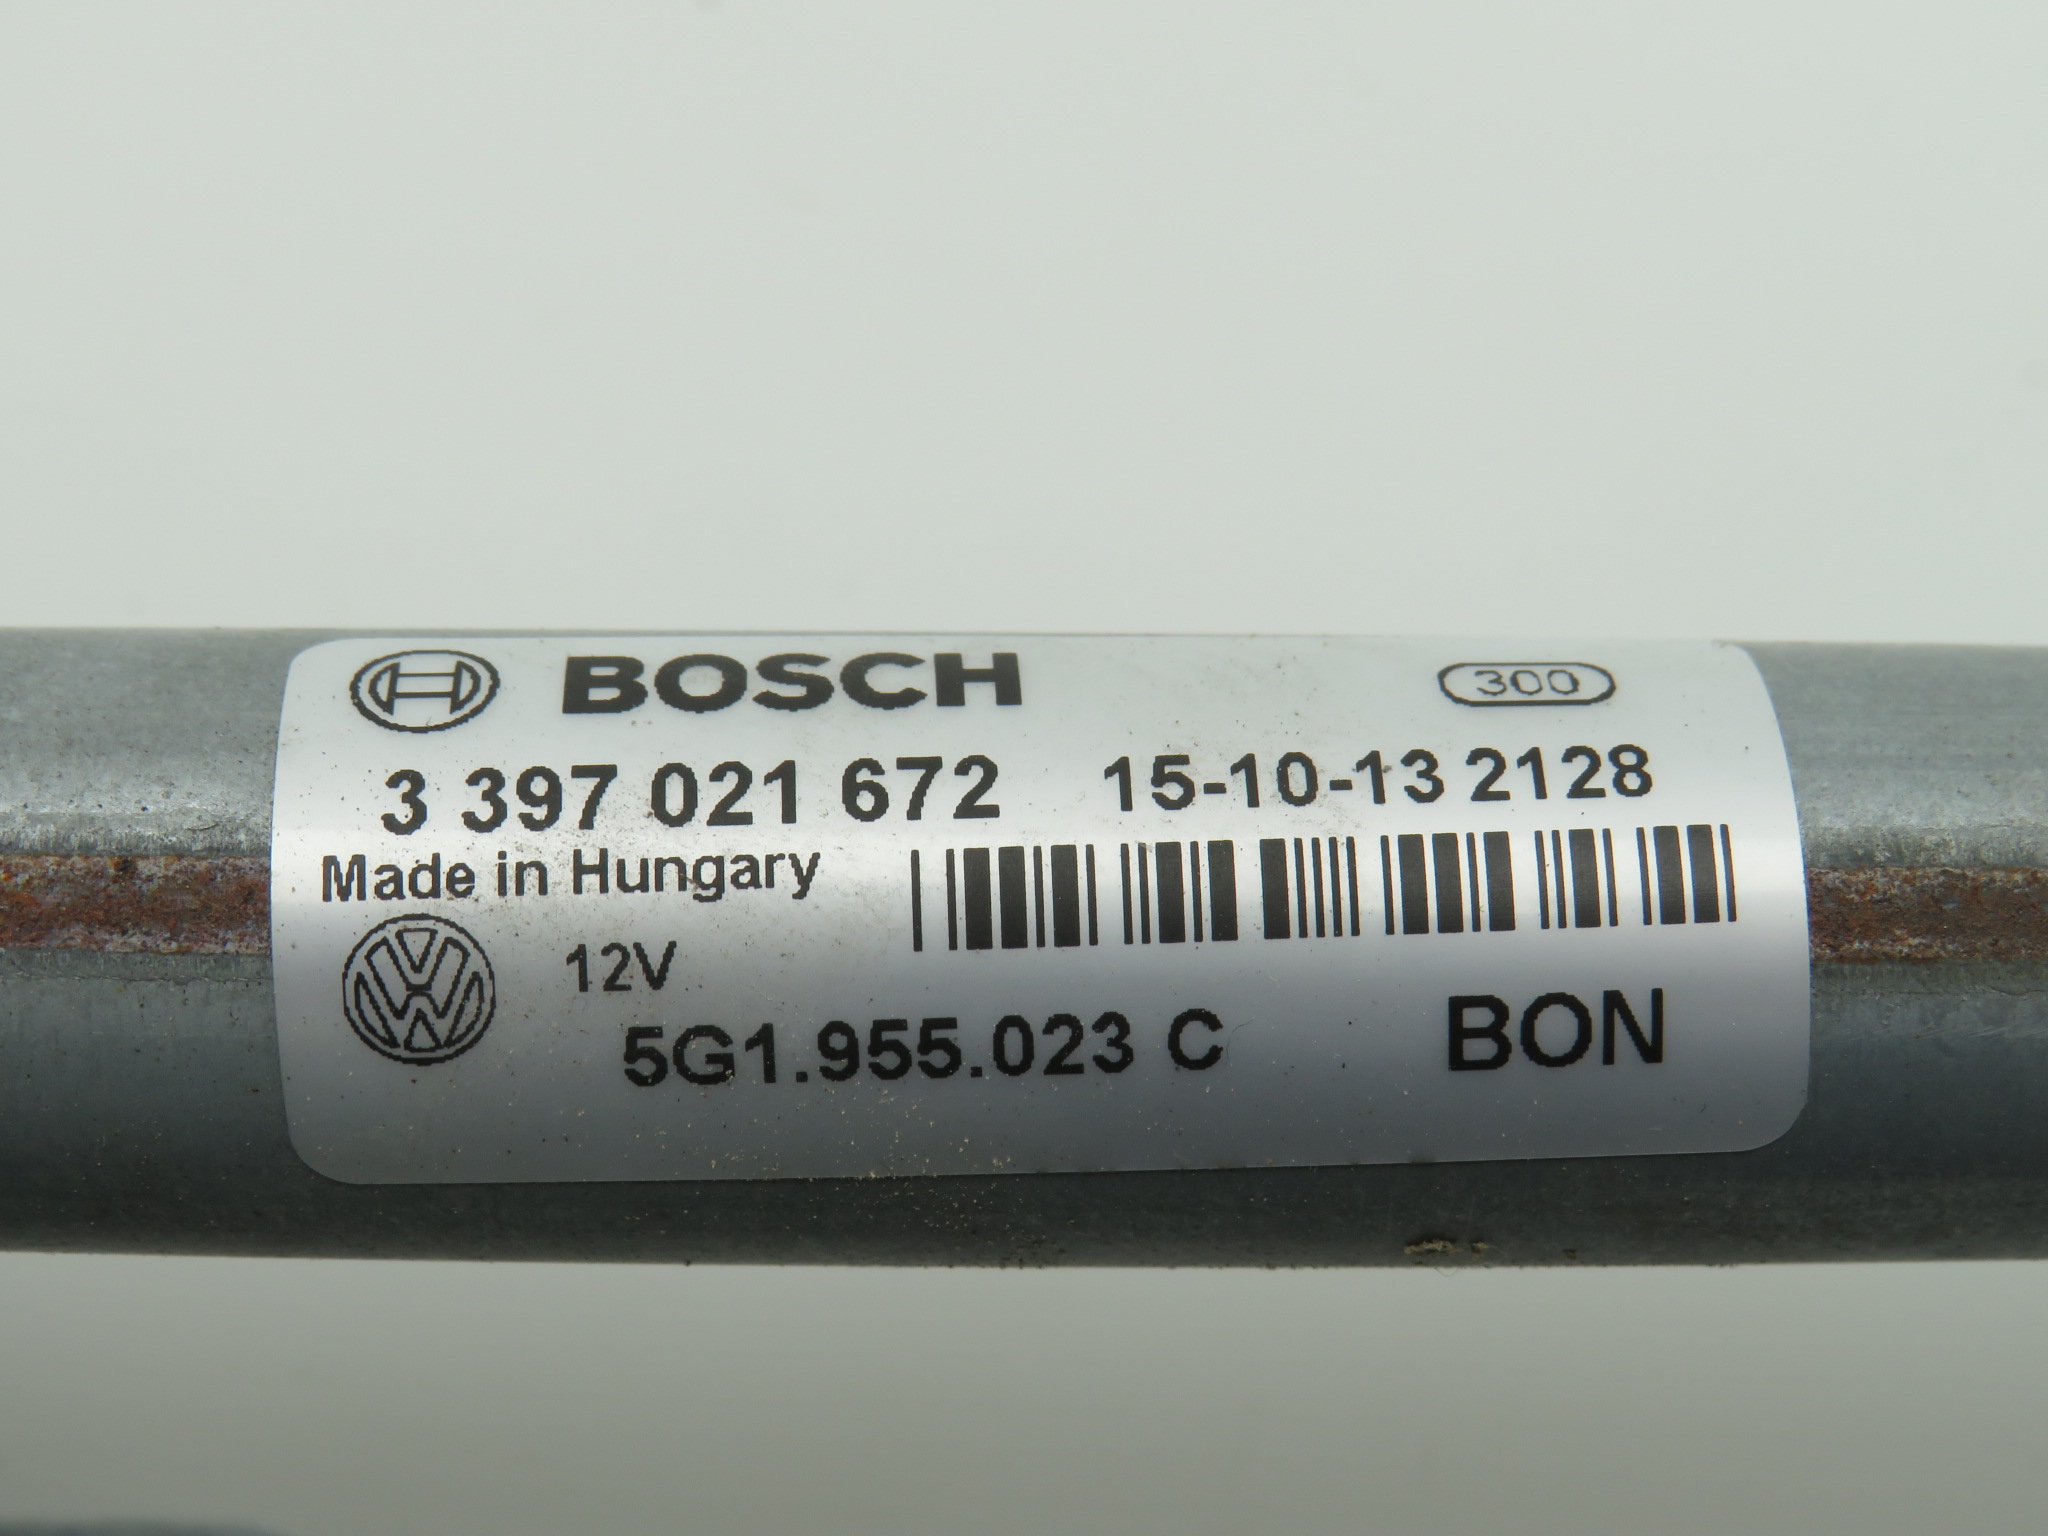 BOSCH 300
3 397 021 672 15-10-13 2128
Made in Hungary
12V
5G1.955.023 C BON